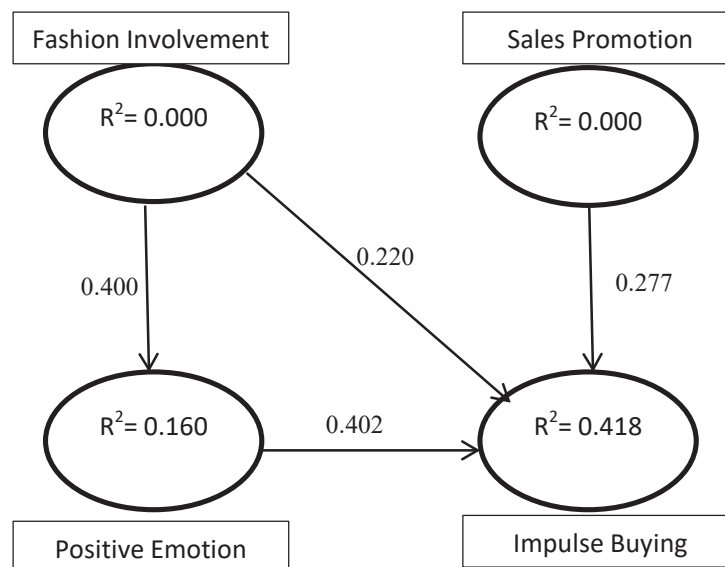 Fashion Involvement
Sales Promotion
R²= 0.000
R²= 0.000
0.220
0.400
0.277
R²= 0.160
0.402
R²= 0.418
Positive Emotion
Impulse Buying